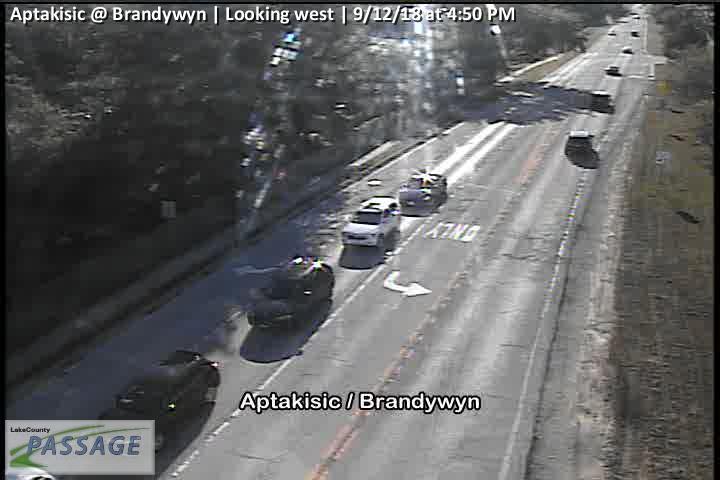 Aptakisic @ Brandywyn | Looking west | 9/12/18 at 4:50 PM
ONLY
Aptakisic / Brandywyn
LakeCounty
PASSAGE